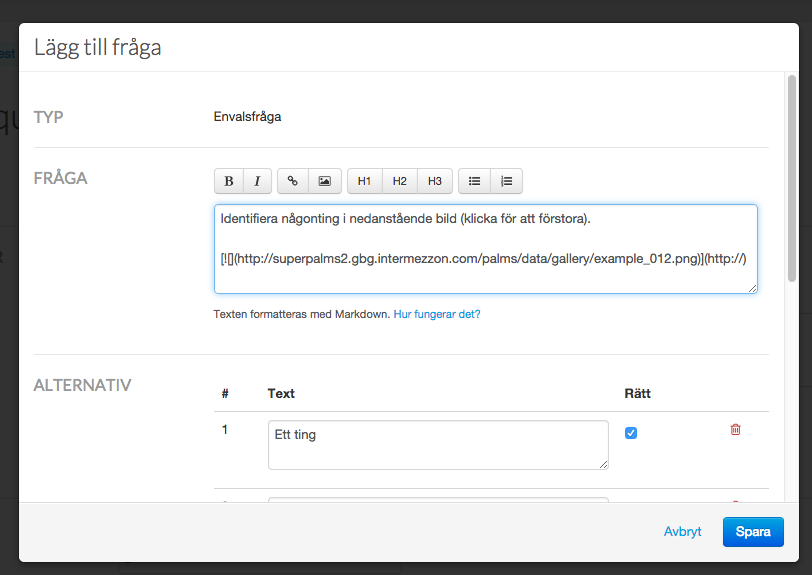 Lägg till fråga
est
qu
TYP
Envalsfråga
FRÅGA
B I H1 H2 H3
Identifiera någonting i nedanstående bild (klicka för att förstora).
[![](http://superpalms2.gbg.intermezzon.com/palms/data/gallery/example_012.png)](http://)
Texten formatteras med Markdown. Hur fungerar det?
ALTERNATIV
# Text Rätt
1 Ett ting
Avbryt Spara